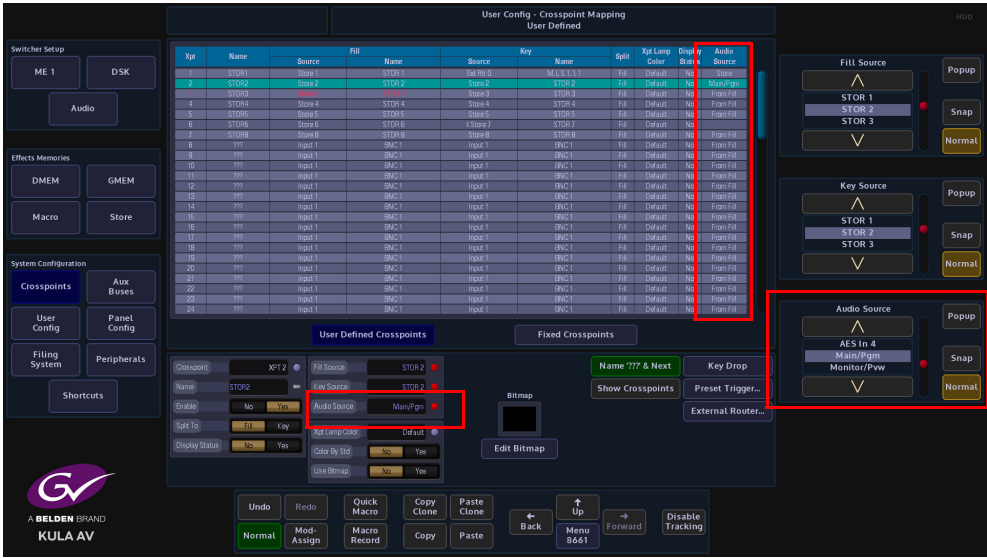 User Config - Crosspoint Mapping
User Defined
HDD
Switcher Setup
ME 1
DSK
Audio
Effects Memories
DMEM
GMEM
Macro
Store
System Configuration
Crosspoints
Aux Buses
User Config
Panel Config
Filing System
Peripherals
Shortcuts
A BELDEN BRAND
KULA AV
Xpt Name Fill Source Name Key Source Name Split Xpt Lamp Color Display Status Audio Source
1 STOR1 Store 1 STOR 1 Ext Rtr 0 M, L S 1, 1, 1 Fill Default No Store
2 STOR2 Store 2 STOR 2 Store 2 STOR 2 Fill Default No Main/Pgm
3 STOR3 Store 3 STOR 3 Fill Default No From Fill
4 STOR4 Store 4 STOR 4 Store 4 STOR 4 Fill Default No From Fill
5 STOR5 Store 5 STOR 5 Store 5 STOR 5 Fill Default No From Fill
6 STOR6 Store 6 STOR 6 X Store 7 STOR 7 Fill Default No
7 STOR8 Store 8 STOR 8 Store 8 STOR 8 Fill Default No From Fill
8 ??? Input 1 BNC 1 Input 1 BNC 1 Fill Default No From Fill
9 ??? Input 1 BNC 1 Input 1 BNC 1 Fill Default No From Fill
10 ??? Input 1 BNC 1 Input 1 BNC 1 Fill Default No From Fill
11 ??? Input 1 BNC 1 Input 1 BNC 1 Fill Default No From Fill
12 ??? Input 1 BNC 1 Input 1 BNC 1 Fill Default No From Fill
13 ??? Input 1 BNC 1 Input 1 BNC 1 Fill Default No From Fill
14 ??? Input 1 BNC 1 Input 1 BNC 1 Fill Default No From Fill
15 ??? Input 1 BNC 1 Input 1 BNC 1 Fill Default No From Fill
16 ??? Input 1 BNC 1 Input 1 BNC 1 Fill Default No From Fill
17 ??? Input 1 BNC 1 Input 1 BNC 1 Fill Default No From Fill
18 ??? Input 1 BNC 1 Input 1 BNC 1 Fill Default No From Fill
19 ??? Input 1 BNC 1 Input 1 BNC 1 Fill Default No From Fill
20 ??? Input 1 BNC 1 Input 1 BNC 1 Fill Default No From Fill
21 ??? Input 1 BNC 1 Input 1 BNC 1 Fill Default No From Fill
22 ??? Input 1 BNC 1 Input 1 BNC 1 Fill Default No From Fill
23 ??? Input 1 BNC 1 Input 1 BNC 1 Fill Default No From Fill
24 ??? Input 1 BNC 1 Input 1 BNC 1 Fill Default No From Fill
User Defined Crosspoints
Fixed Crosspoints
Crosspoint XPT 2
Name STOR2
Enable No Yes
Split To Fill Key
Display Status No Yes
Fill Source STOR 2
Key Source STOR 2
Audio Source Main/Pgm
Xpt Lamp Color Default
Color By Std No Yes
Use Bitmap No Yes
Bitmap
Edit Bitmap
Name '???' & Next
Key Drop
Show Crosspoints
Preset Trigger...
External Router...
Undo
Redo
Quick Macro
Copy Clone
Paste Clone
Normal
Mod-Assign
Macro Record
Copy
Paste
Back
Up
Menu 8661
Forward
Disable Tracking
Fill Source
STOR 1
STOR 2
STOR 3
Popup
Snap
Normal
Key Source
STOR 1
STOR 2
STOR 3
Popup
Snap
Normal
Audio Source
AES In 4
Main/Pgm
Monitor/Pvw
Popup
Snap
Normal